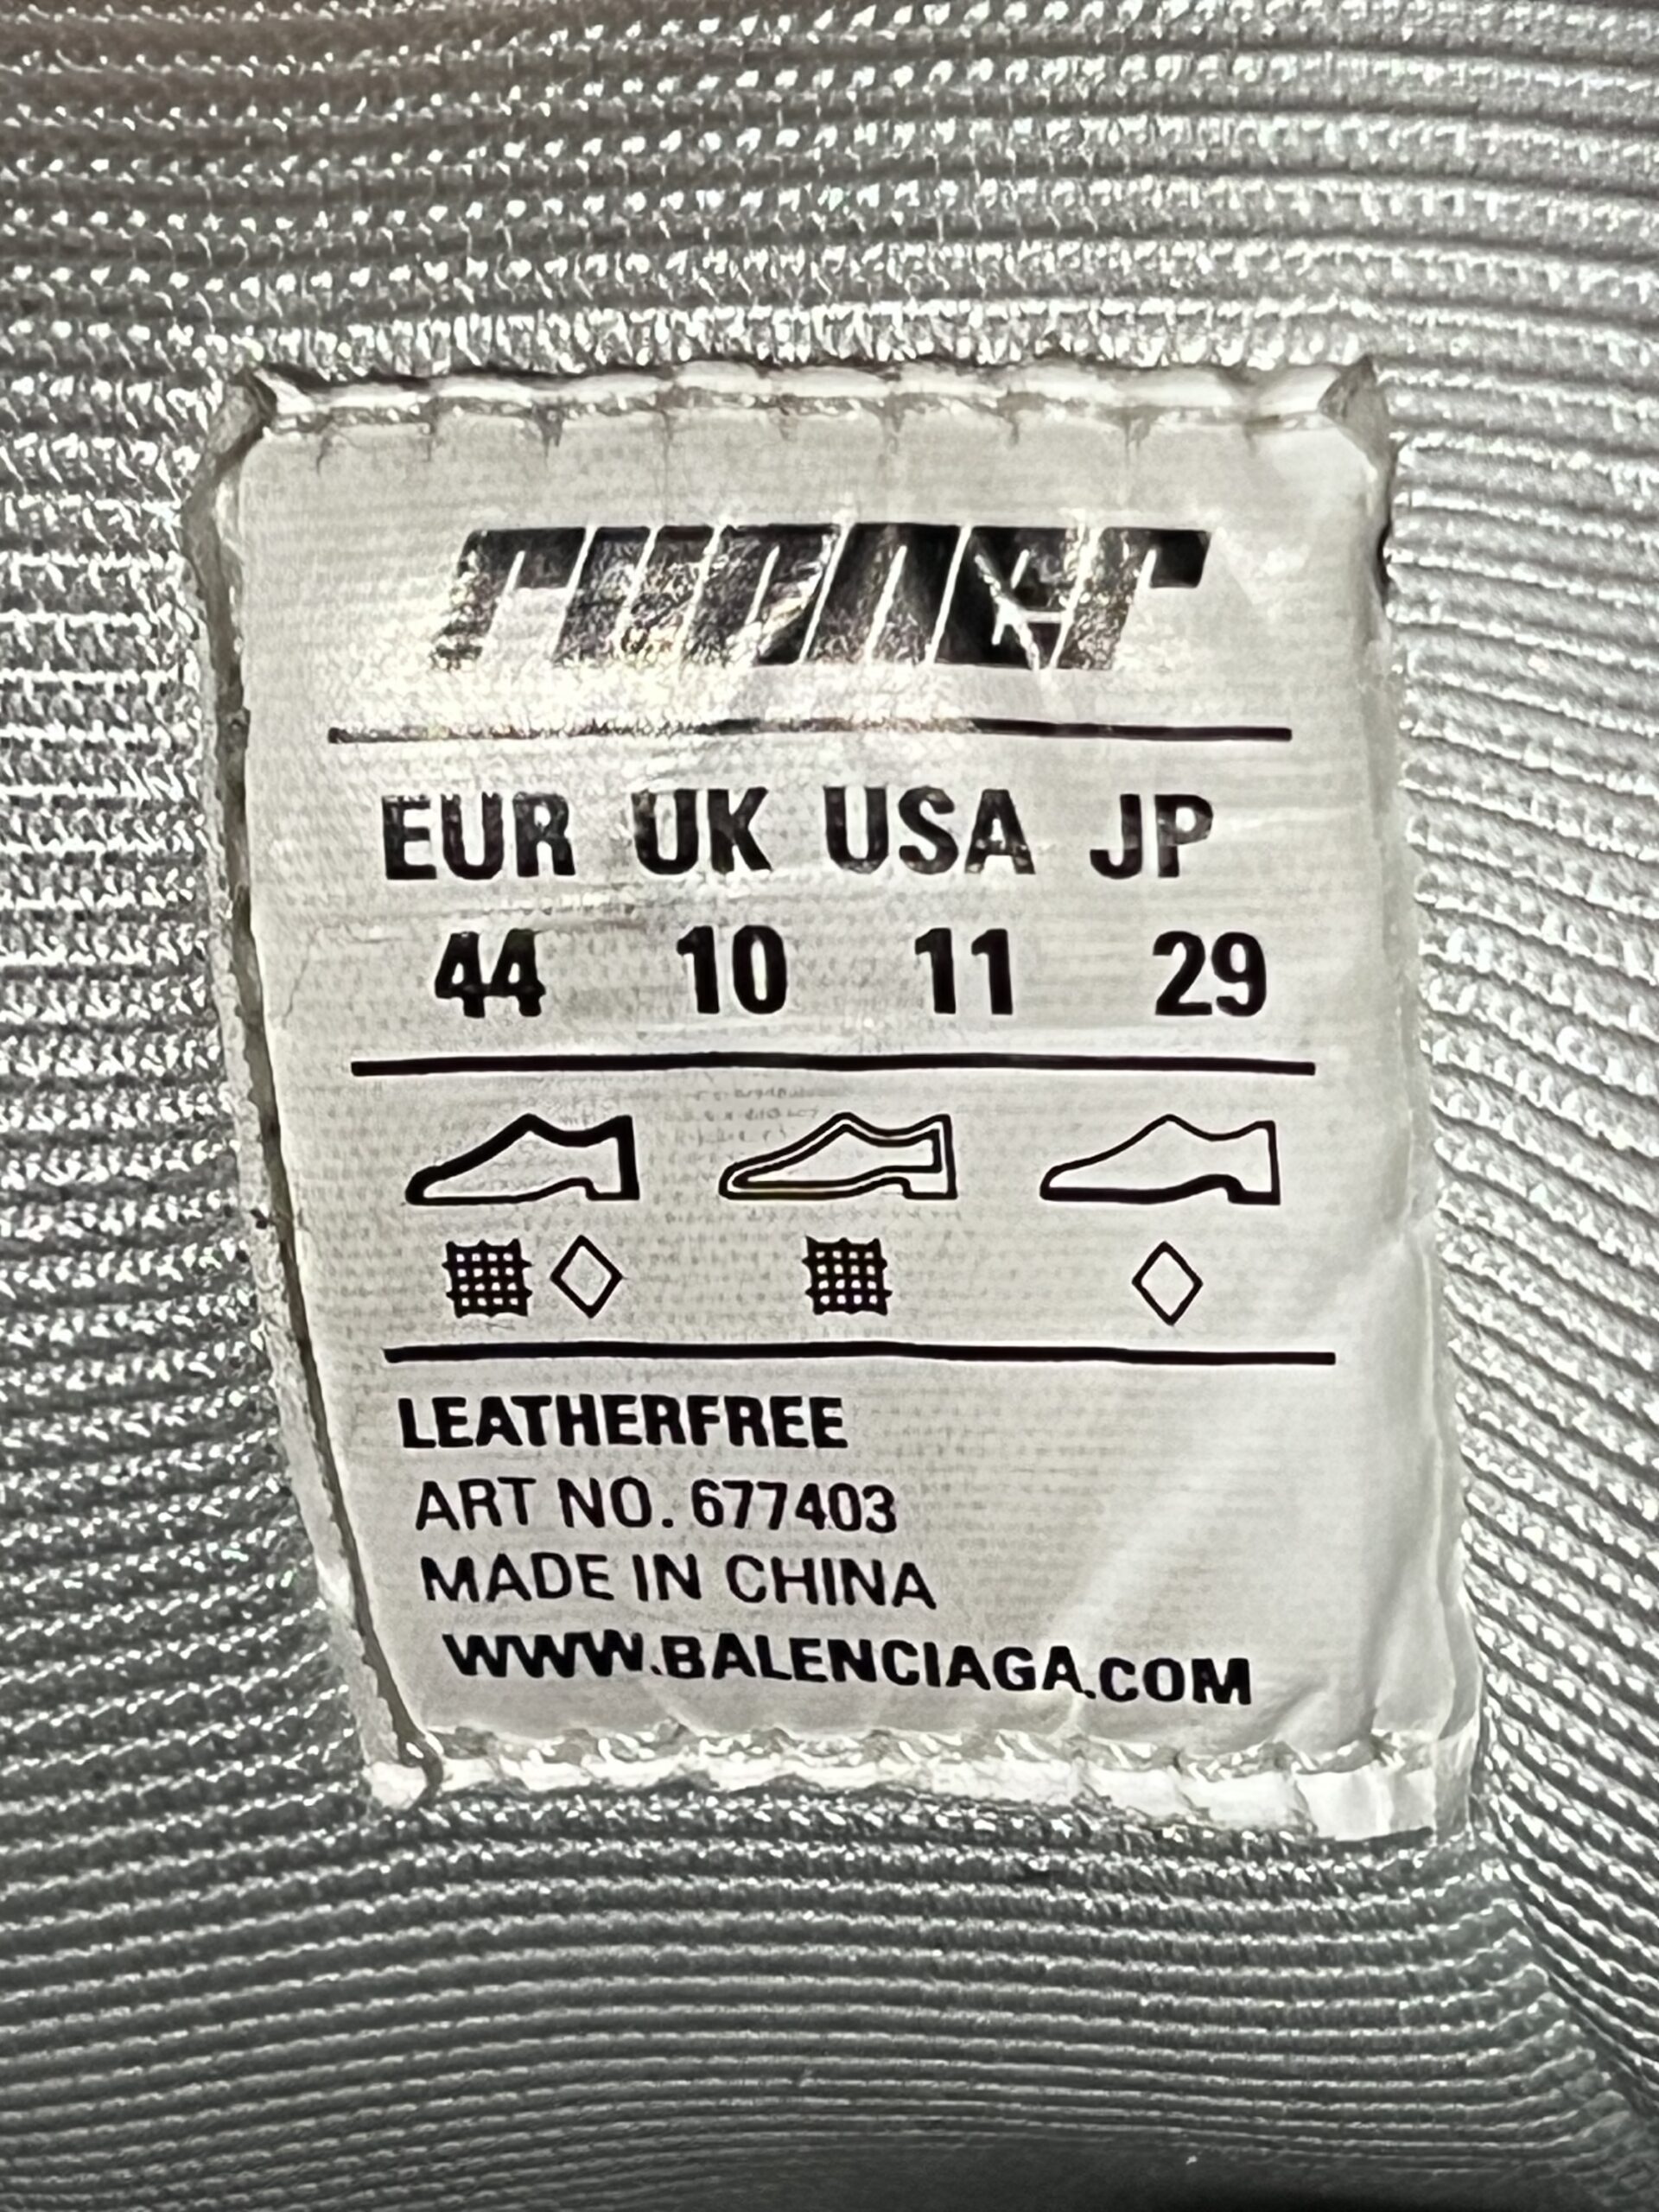 runner
EUR UK USA JP
44 10 11 29
LEATHERFREE
ART NO. 677403
MADE IN CHINA
WWW.BALENCIAGA.COM